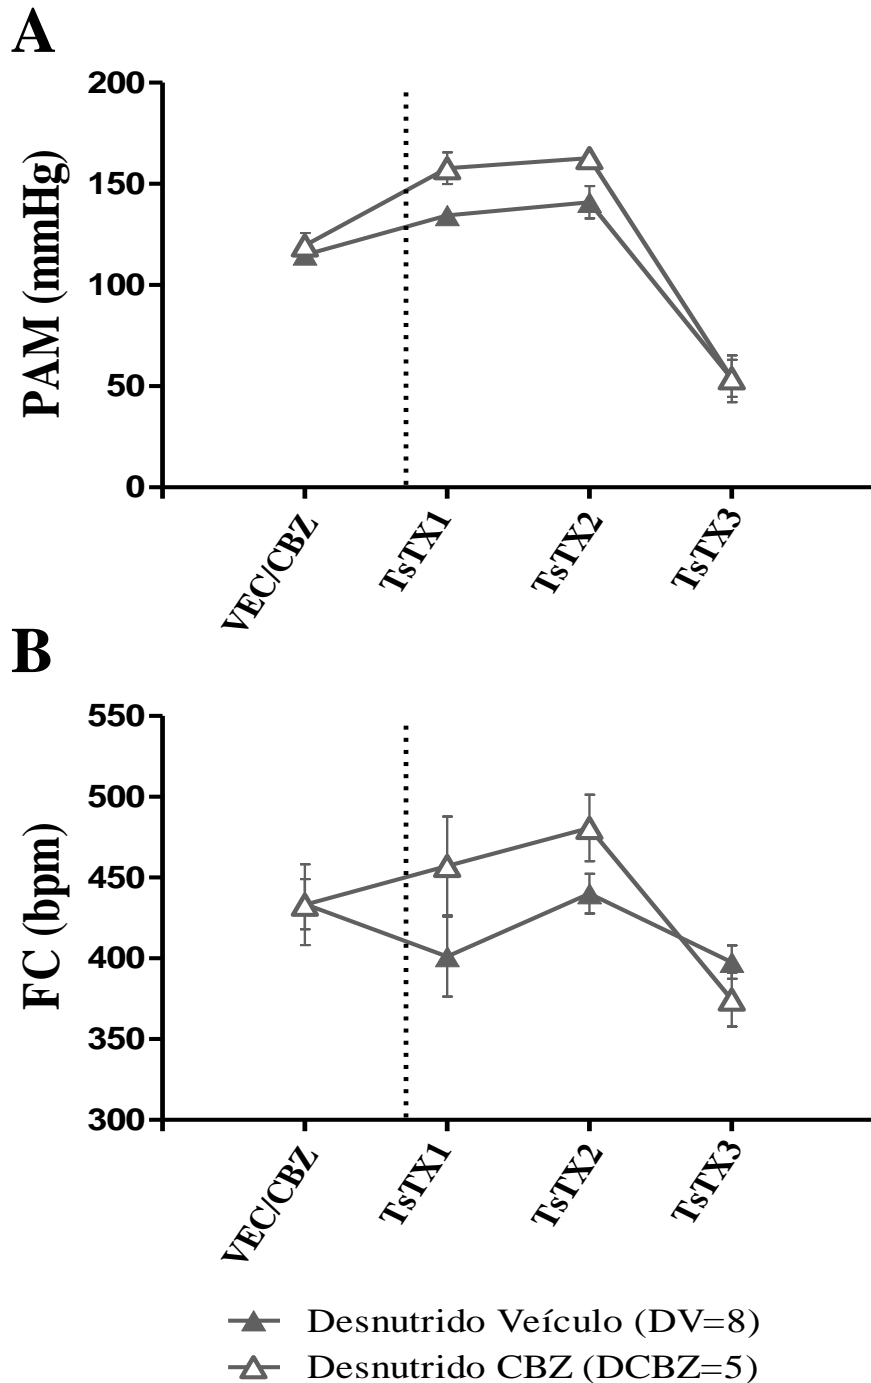 A
200
150
100
50
0
PAM (mmHg)
VEC/CBZ
TsTX1
TsTX2
TsTX3
B
550
500
450
400
350
300
FC (bpm)
VEC/CBZ
TsTX1
TsTX2
TsTX3
Desnutrido Veículo (DV=8)
Desnutrido CBZ (DCBZ=5)